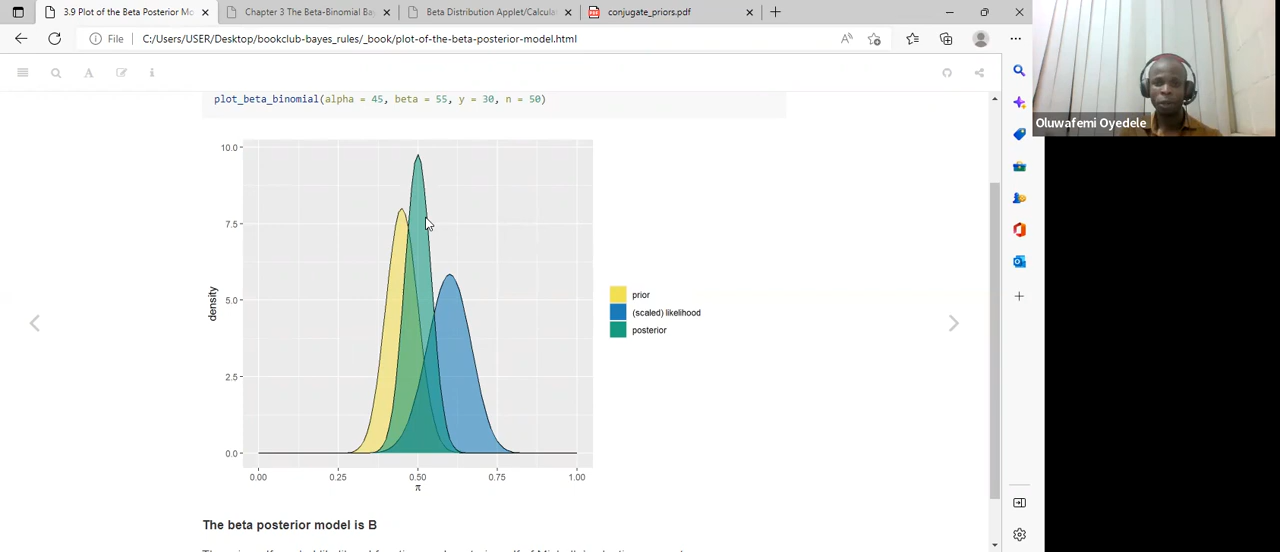 3.9 Plot of the Beta Posterior Mo
Chapter 3 The Beta-Binomial Ba
Beta Distribution Applet/Calcula
conjugate_priors.pdf
File
C:/Users/USER/Desktop/bookclub-bayes_rules/_book/plot-of-the-beta-posterior-model.html
plot_beta_binomial(alpha = 45, beta = 55, y = 30, n = 50)
10.0
7.5
5.0
2.5
0.0
density
0.00 0.25 0.50 0.75 1.00
π
prior
(scaled) likelihood
posterior
The beta posterior model is B
Oluwafemi Oyedele